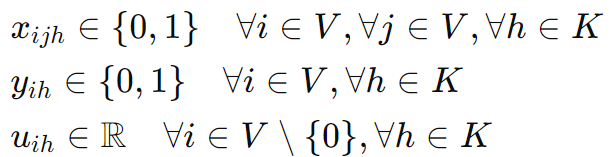 x_{ijh} ∈ {0, 1} ∀i ∈ V, ∀j ∈ V, ∀h ∈ K
y_{ih} ∈ {0, 1} ∀i ∈ V, ∀h ∈ K
u_{ih} ∈ ℝ ∀i ∈ V \ {0}, ∀h ∈ K